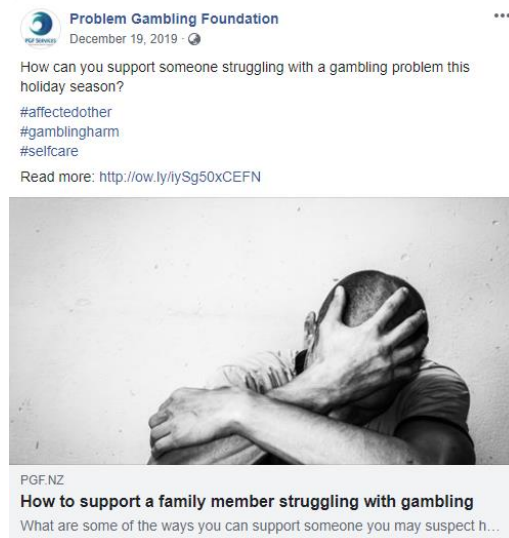 Problem Gambling Foundation
PGF SERVICES
December 19, 2019 ·
How can you support someone struggling with a gambling problem this
holiday season?
#affectedother
#gamblingharm
#selfcare
Read more: http://ow.ly/iySg50xCEFN
PGF.NZ
How to support a family member struggling with gambling
What are some of the ways you can support someone you may suspect h...